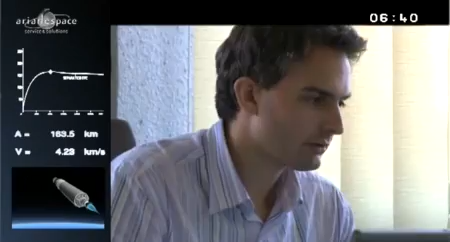 arianespace
service & solutions
06:40
A = 163.5 km
V = 4.23 km/s